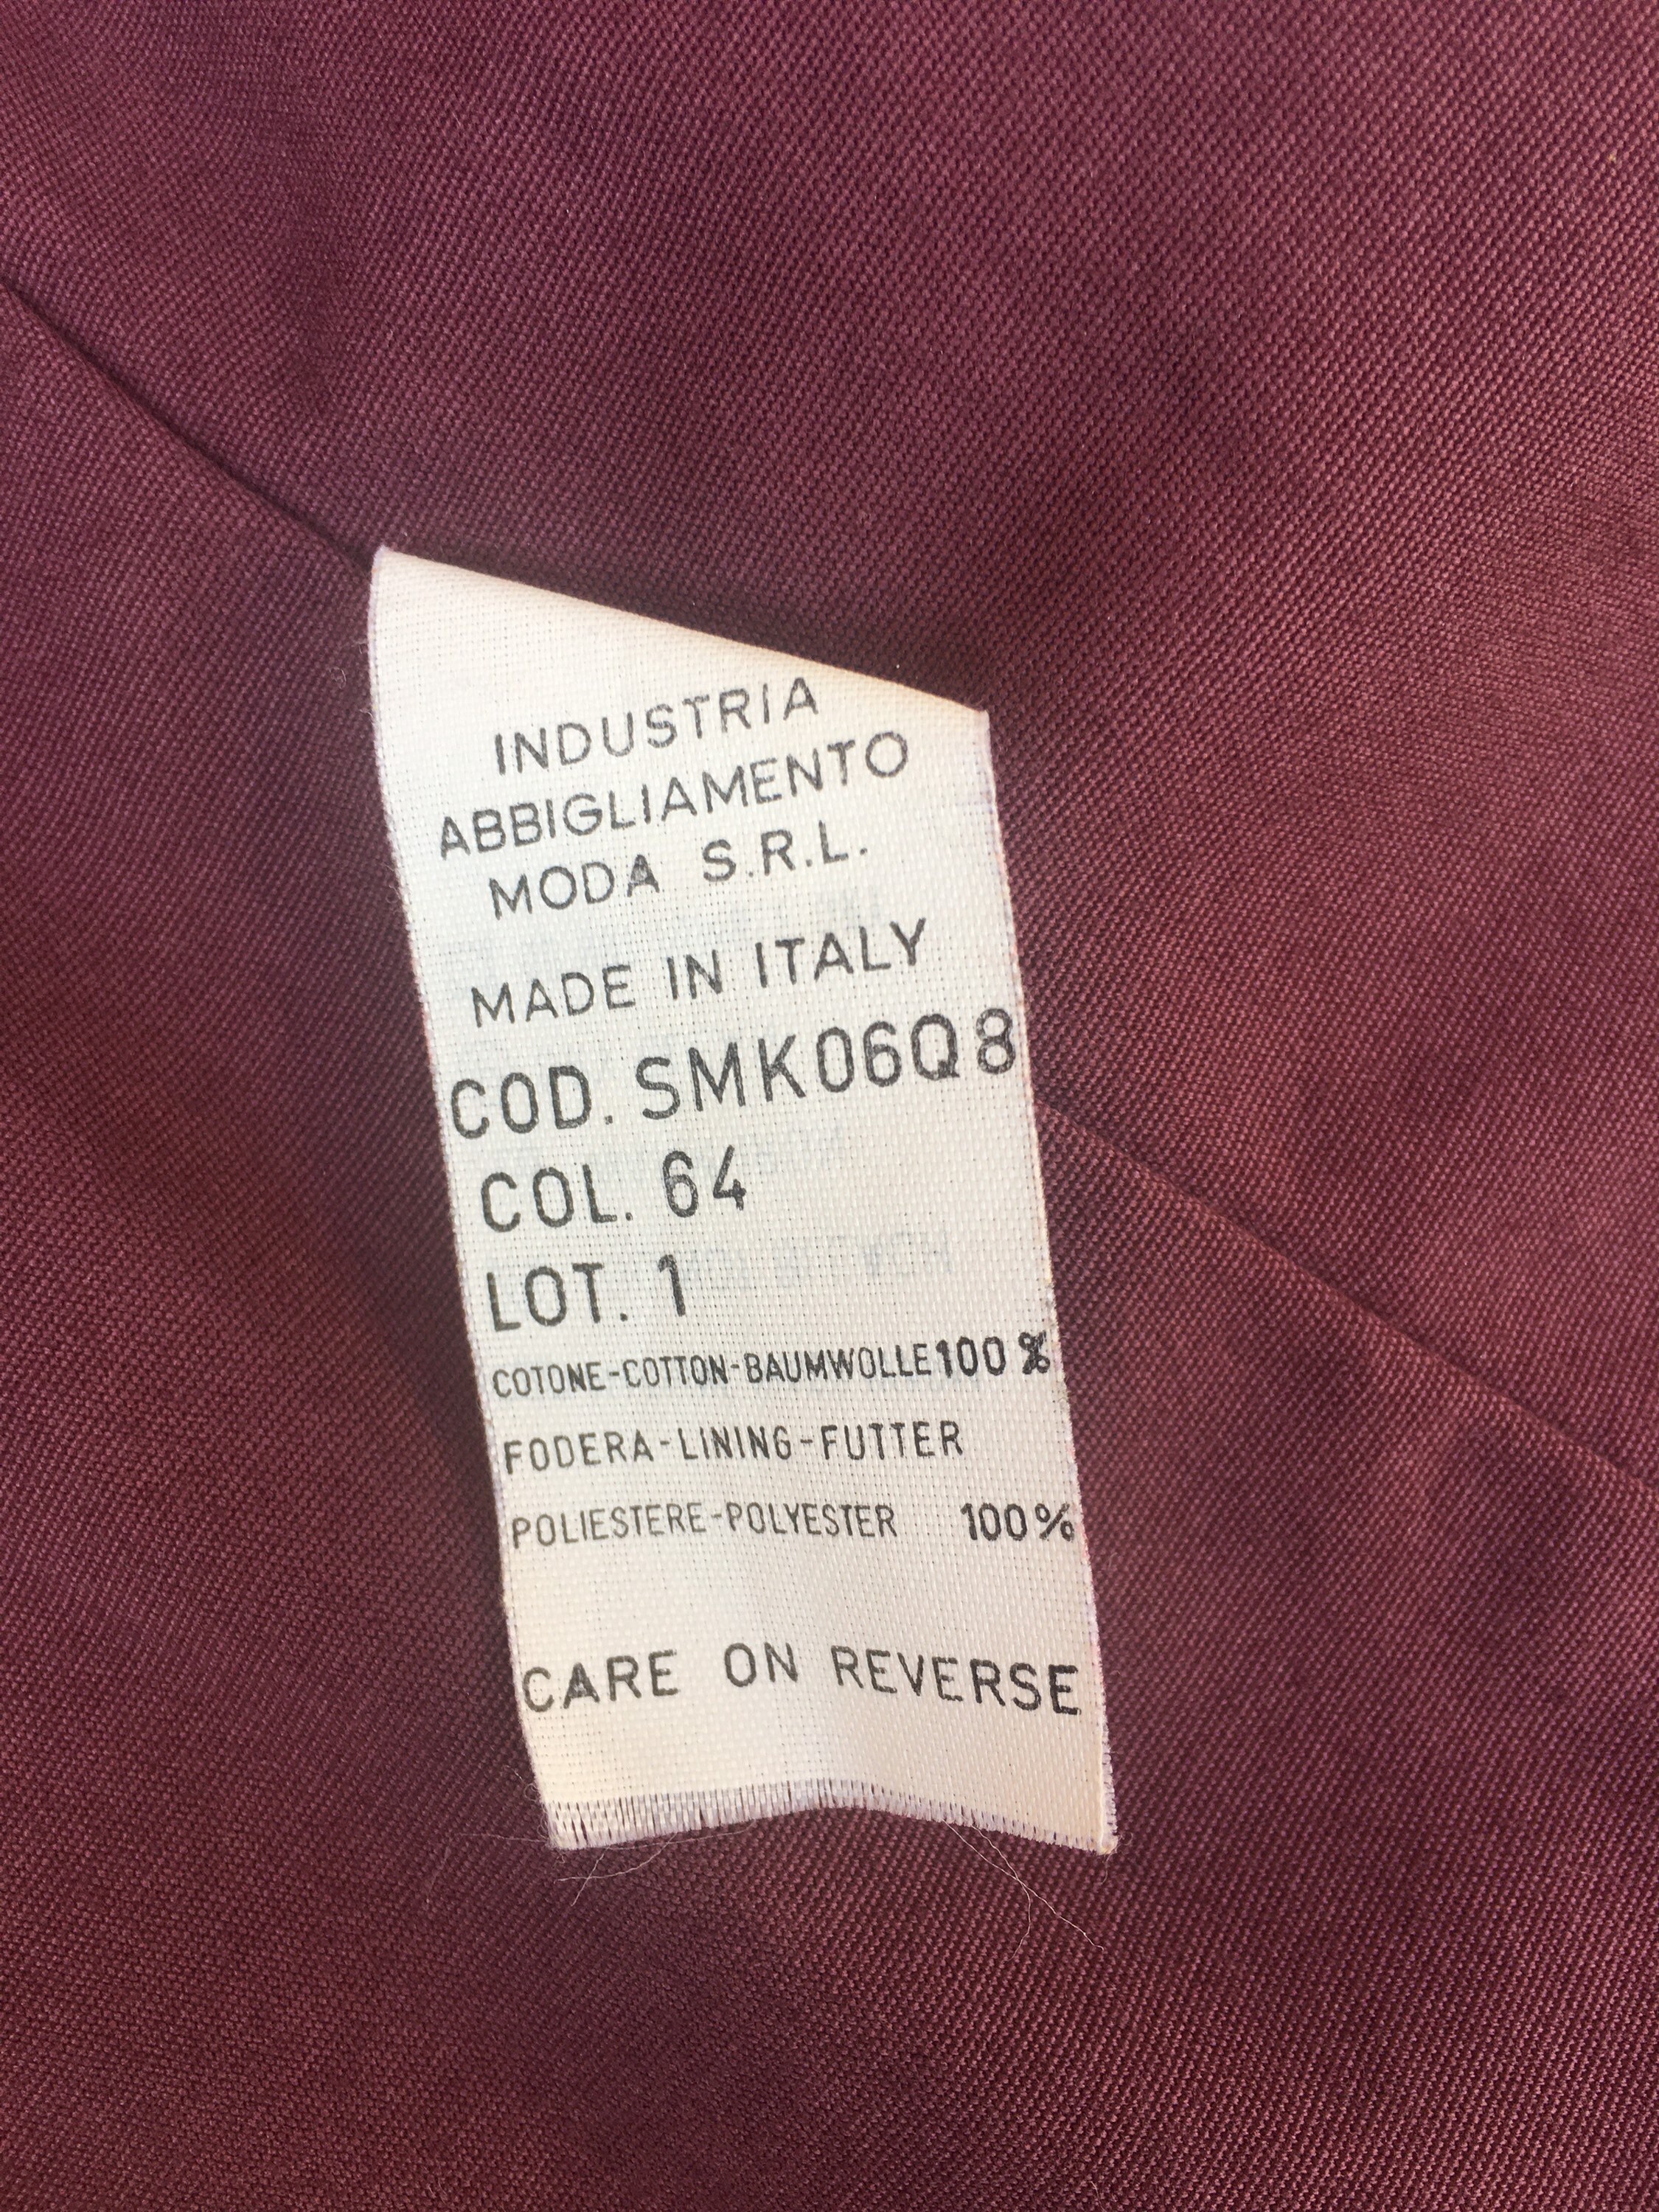 INDUSTRIA
ABBIGLIAMENTO
MODA S.R.L.
MADE IN ITALY
COD. SMK06Q8
COL. 64
LOT. 1
COTONE-COTTON-BAUMWOLLE 100 %
FODERA-LINING-FUTTER
POLIESTERE-POLYESTER 100%
CARE ON REVERSE